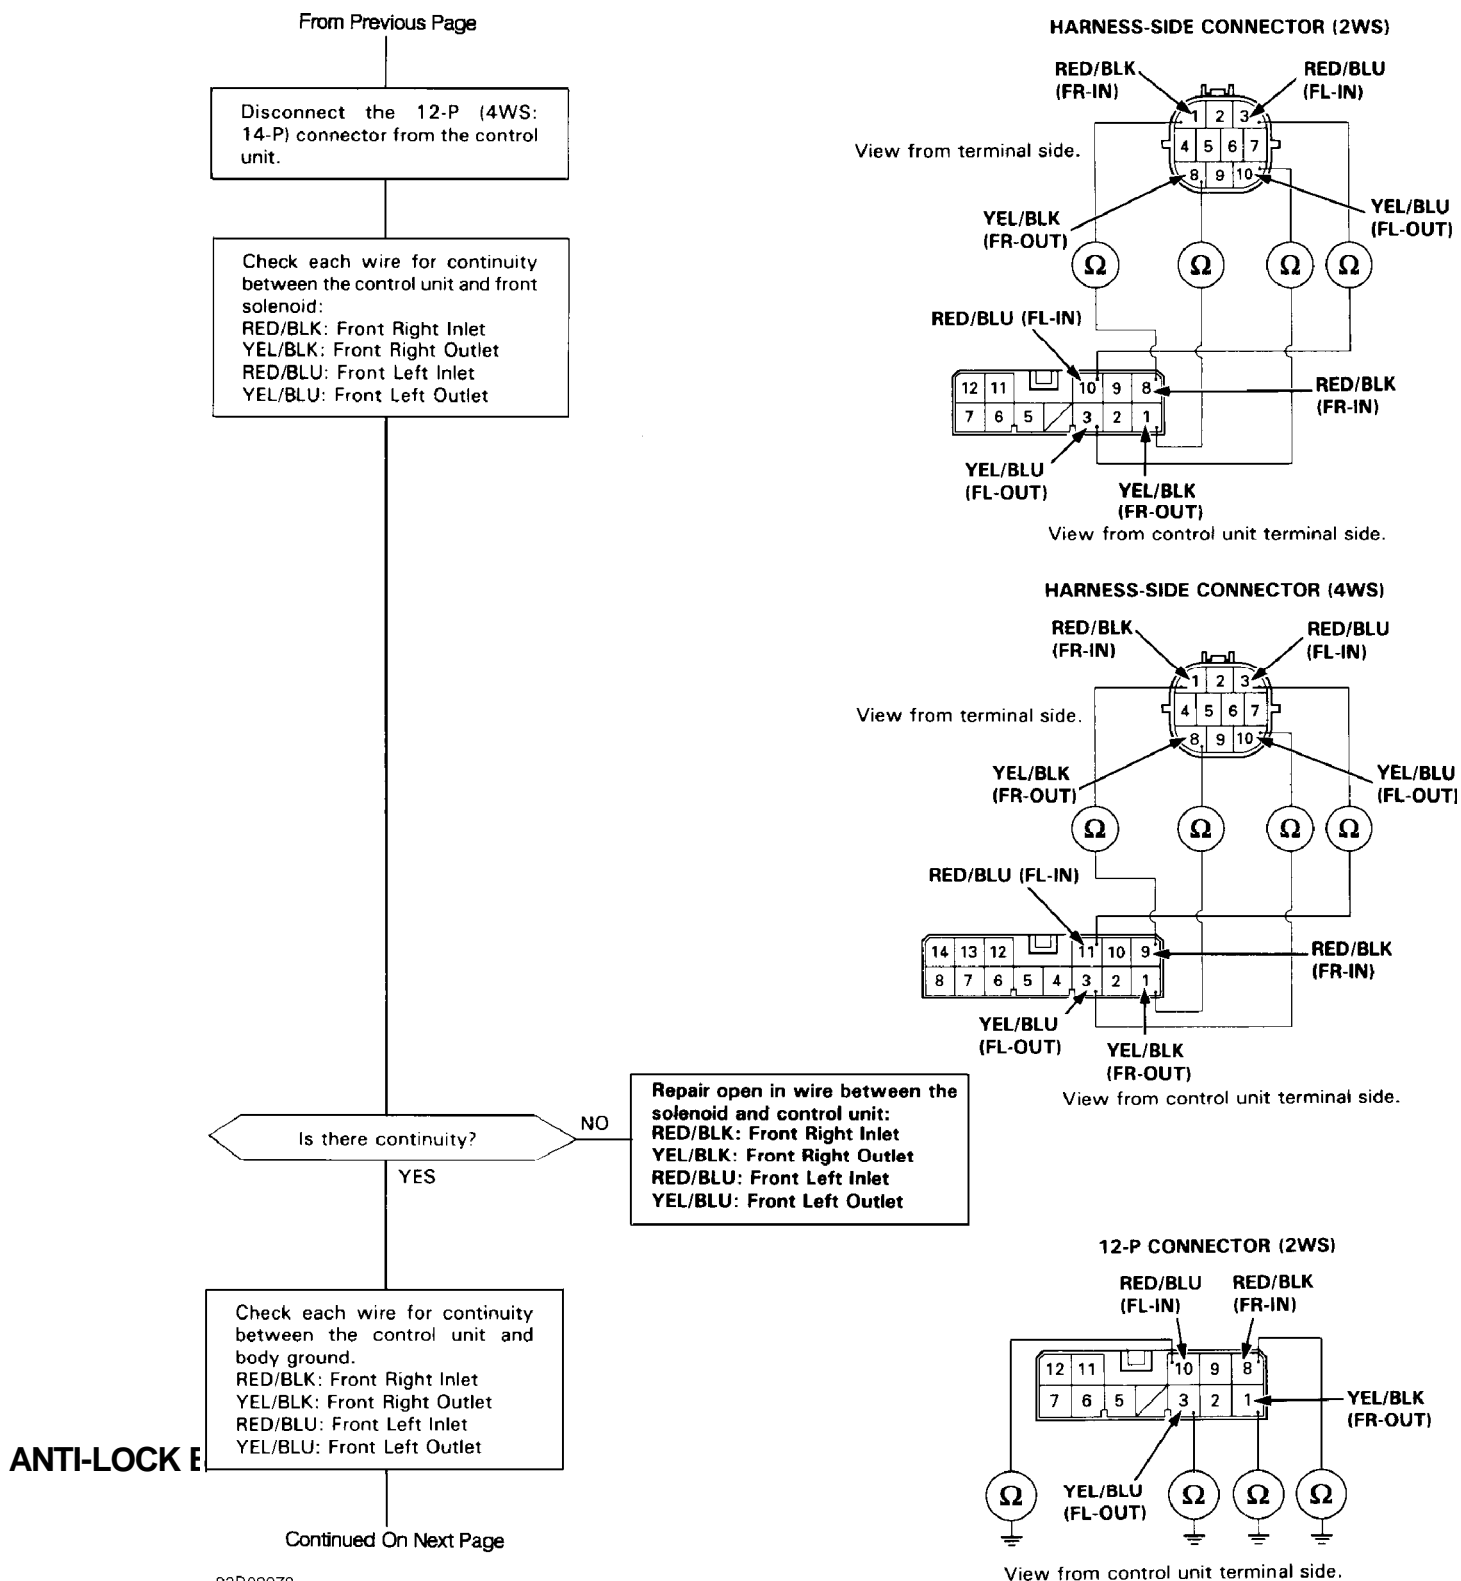 From Previous Page
Disconnect the 12-P (4WS:
14-P) connector from the control
unit.
Check each wire for continuity
between the control unit and front
solenoid:
RED/BLK: Front Right Inlet
YEL/BLK: Front Right Outlet
RED/BLU: Front Left Inlet
YEL/BLU: Front Left Outlet
HARNESS-SIDE CONNECTOR (2WS)
RED/BLK
(FR-IN)
RED/BLU
(FL-IN)
1 2 3
View from terminal side.
4 5 6 7
8 9 10
YEL/BLK
(FR-OUT)
YEL/BLU
(FL-OUT)
Ω Ω Ω Ω
RED/BLU (FL-IN)
12 11 10 9 8
RED/BLK
(FR-IN)
7 6 5 3 2 1
YEL/BLU
(FL-OUT)
YEL/BLK
(FR-OUT)
View from control unit terminal side.
HARNESS-SIDE CONNECTOR (4WS)
RED/BLK
(FR-IN)
RED/BLU
(FL-IN)
1 2 3
View from terminal side.
4 5 6 7
8 9 10
YEL/BLK
(FR-OUT)
YEL/BLU
(FL-OUT)
Ω Ω Ω Ω
RED/BLU (FL-IN)
14 13 12 11 10 9
RED/BLK
(FR-IN)
8 7 6 5 4 3 2 1
YEL/BLU
(FL-OUT)
YEL/BLK
(FR-OUT)
View from control unit terminal side.
Is there continuity?
NO
YES
Repair open in wire between the
solenoid and control unit:
RED/BLK: Front Right Inlet
YEL/BLK: Front Right Outlet
RED/BLU: Front Left Inlet
YEL/BLU: Front Left Outlet
Check each wire for continuity
between the control unit and
body ground.
RED/BLK: Front Right Inlet
YEL/BLK: Front Right Outlet
RED/BLU: Front Left Inlet
YEL/BLU: Front Left Outlet
ANTI-LOCK
Continued On Next Page
12-P CONNECTOR (2WS)
RED/BLU
(FL-IN)
RED/BLK
(FR-IN)
12 11 10 9 8
7 6 5 3 2 1
YEL/BLK
(FR-OUT)
YEL/BLU
(FL-OUT)
Ω Ω Ω Ω
View from control unit terminal side.